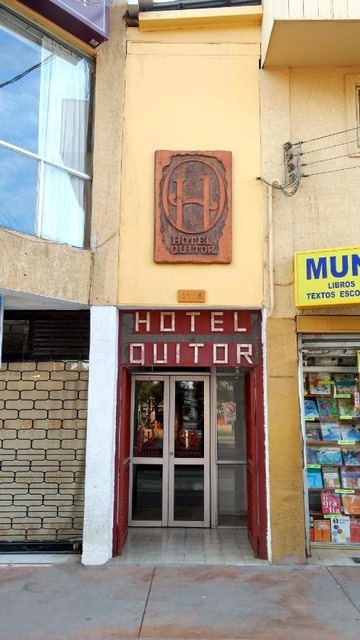 H
HOTEL
QUITOR
HOTEL
QUITOR
MUN
LIBROS
TEXTOS ESCO